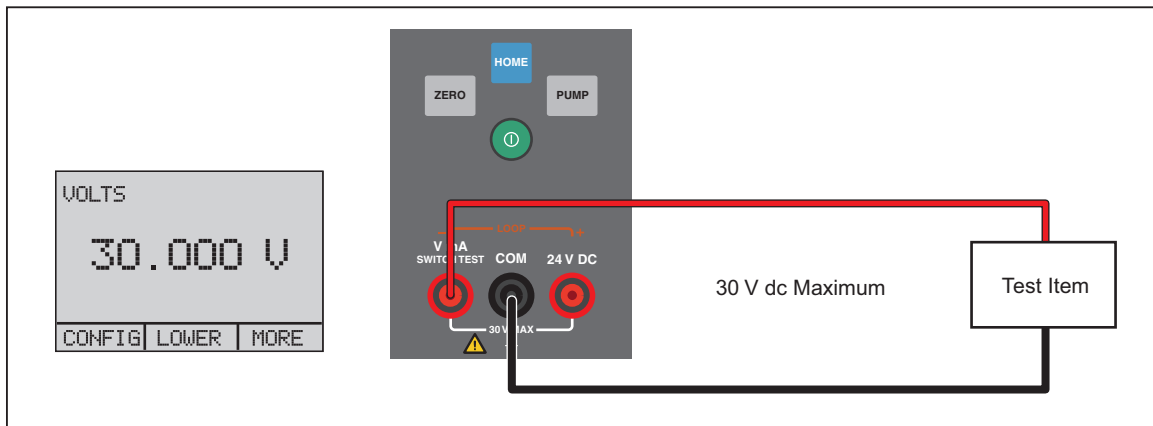 VOLTS
30.000 V
CONFIG LOWER MORE
HOME
ZERO
PUMP
LOOP
+
V mA
SWITCH TEST
COM
24 V DC
30 V MAX
30 V dc Maximum
Test Item